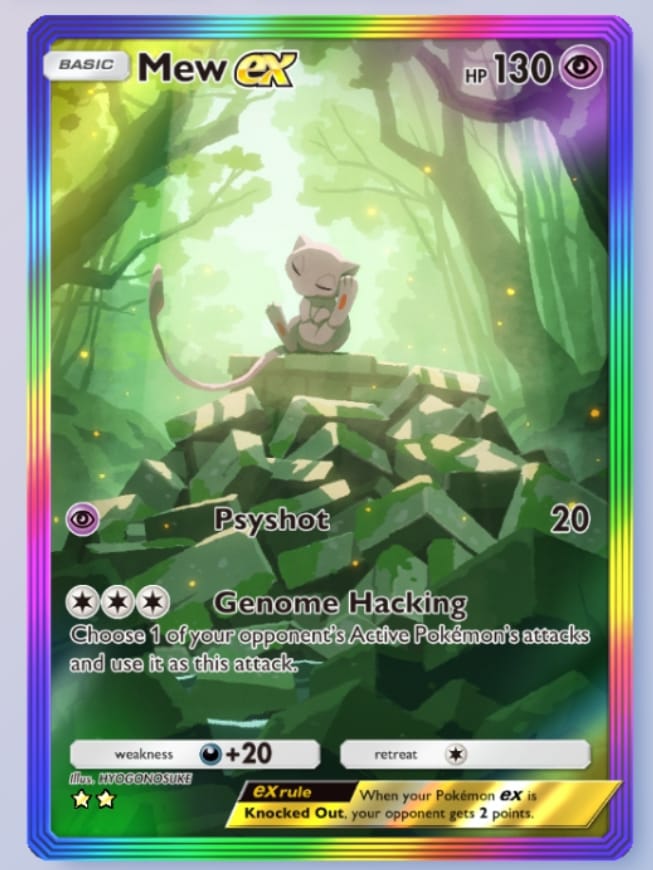 BASIC Mew ex HP 130
Psyshot 20
Genome Hacking
Choose 1 of your opponent's Active Pokémon's attacks
and use it as this attack.
weakness +20 retreat
Illus. HYOGONOSUKE
ex rule When your Pokémon ex is
Knocked Out, your opponent gets 2 points.